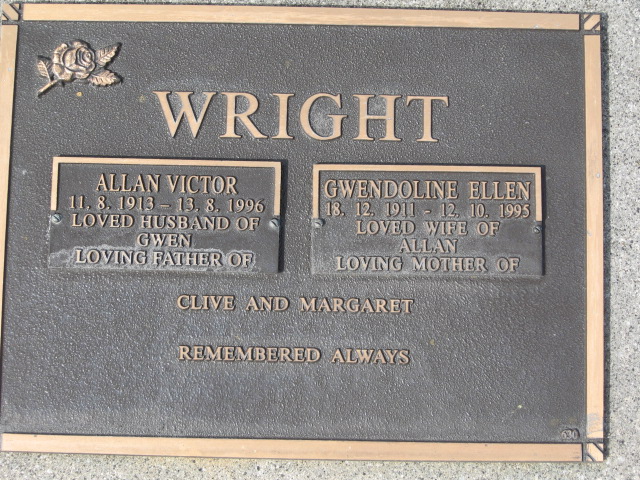 WRIGHT
ALLAN VICTOR
11. 8. 1913 – 13. 8. 1996
LOVED HUSBAND OF
GWEN
LOVING FATHER OF
GWENDOLINE ELLEN
18. 12. 1911 - 12. 10. 1995
LOVED WIFE OF
ALLAN
LOVING MOTHER OF
CLIVE AND MARGARET
REMEMBERED ALWAYS
630